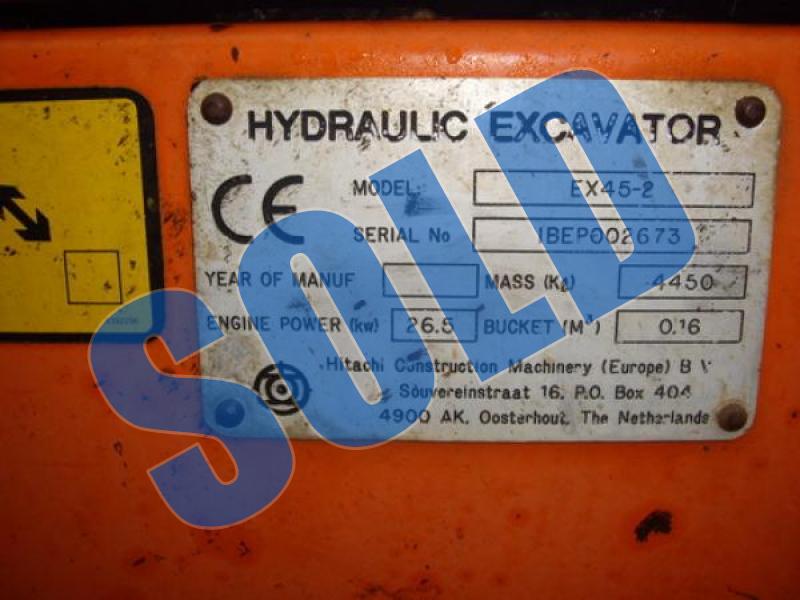 HYDRAULIC EXCAVATOR
CE
MODEL: EX45-2
SERIAL No 1BEP002673
YEAR OF MANUF MASS (Kg) 4450
ENGINE POWER (kw) 26.5 BUCKET (M³) 0.16
Hitachi Construction Machinery (Europe) B V
Souvereinstraat 16, P.O. Box 404
4900 AK, Oosterhout, The Netherlands
SOLD